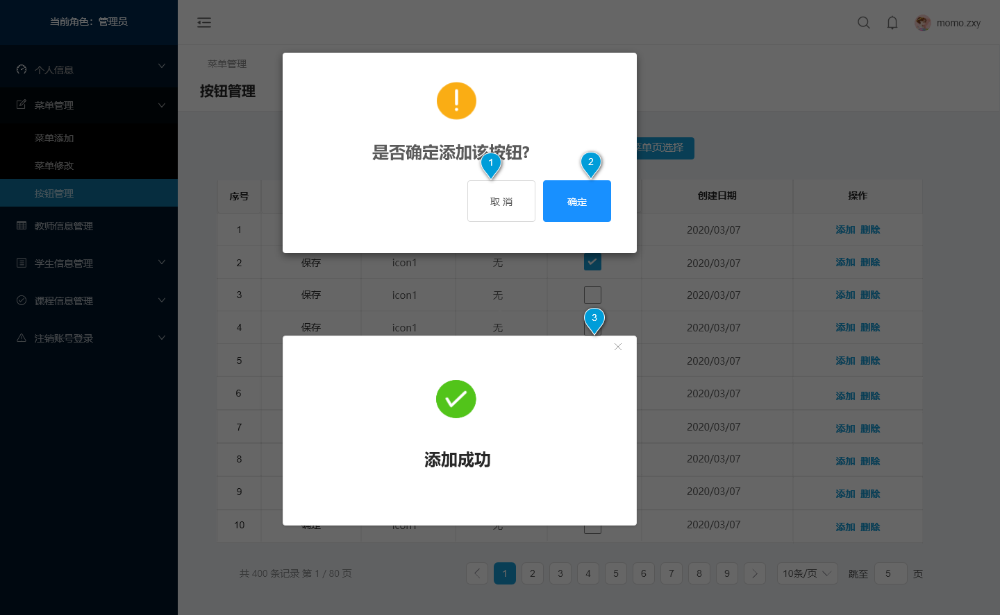 当前角色：管理员
momo.zxy
个人信息
菜单管理
菜单添加
菜单修改
按钮管理
教师信息管理
学生信息管理
课程信息管理
注销账号登录
菜单管理
按钮管理
菜单页选择
是否确定添加该按钮?
1
2
取 消
确定
序号 创建日期 操作
1 2020/03/07 添加 删除
2 保存 icon1 无 2020/03/07 添加 删除
3 保存 icon1 无 2020/03/07 添加 删除
4 保存 icon1 无 2020/03/07 添加 删除
3
5 2020/03/07 添加 删除
6 2020/03/07 添加 删除
7 2020/03/07 添加 删除
8 2020/03/07 添加 删除
9 2020/03/07 添加 删除
10 确定 icon1 无 2020/03/07 添加 删除
添加成功
共 400 条记录 第 1 / 80 页
1 2 3 4 5 6 7 8 9
10条/页
跳至 5 页